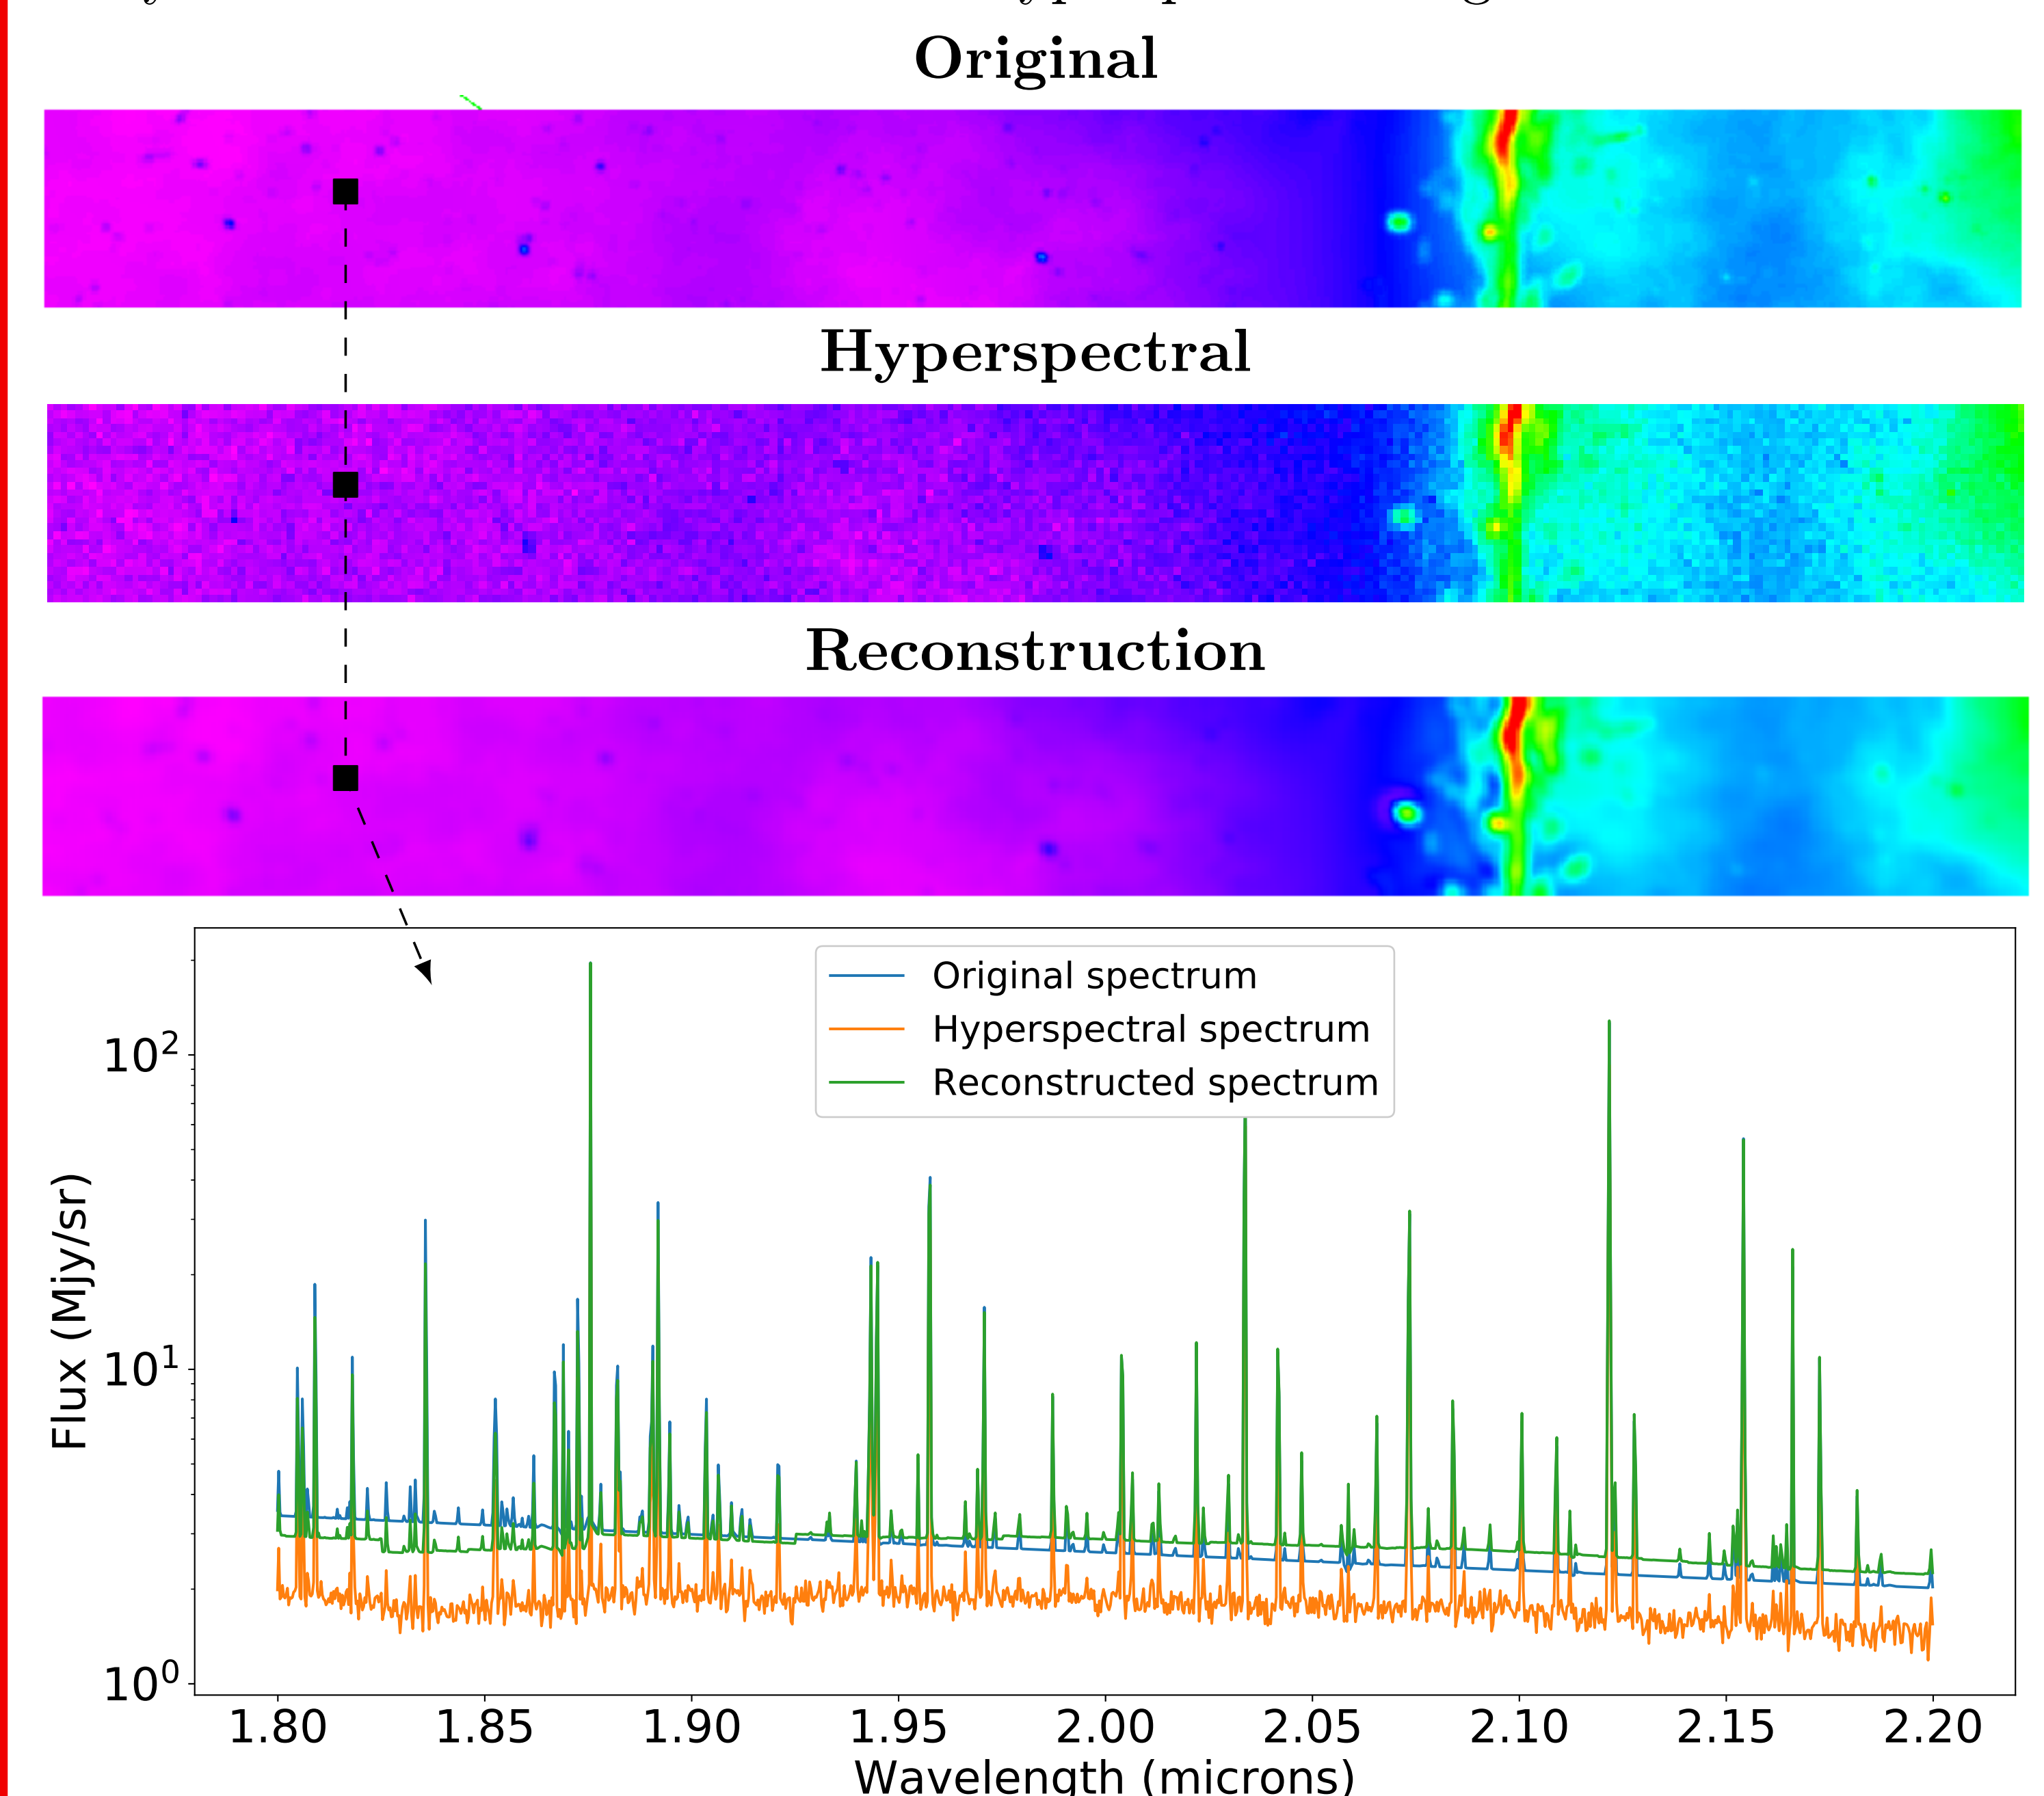 Original
Hyperspectral
Reconstruction
Original spectrum
Hyperspectral spectrum
Reconstructed spectrum
Flux (Mjy/sr)
10²
10¹
10⁰
1.80 1.85 1.90 1.95 2.00 2.05 2.10 2.15 2.20
Wavelength (microns)